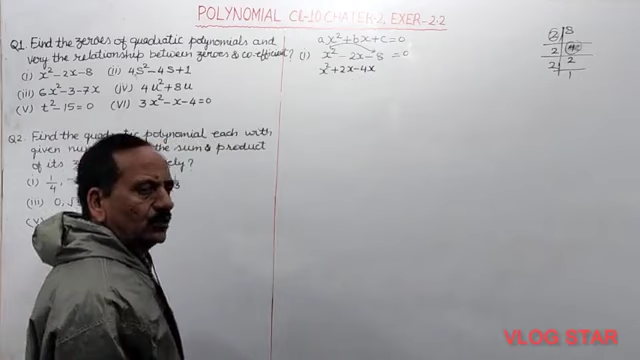 POLYNOMIAL CL-10 CHATER-2, EXER-2.2
Q1. Find the zeroes of quadiatic polynomials and
very the relationship between zeroes & co-efficient?
(i) x²-2x-8 (ii) 4S²-4S+1
(iii) 6x²-3-7x (iv) 4u²+8u
(V) t²-15=0 (VI) 3x²-x-4=0
Q2. Find the quadratic polynomial each with
given the sum & product
of its
(i) 1/4,
(iii) 0,
ax²+bx+c=0
(i) x²-2x-8=0
x²+2x-4x
2 8
2 4
2 2
1
VLOG STAR